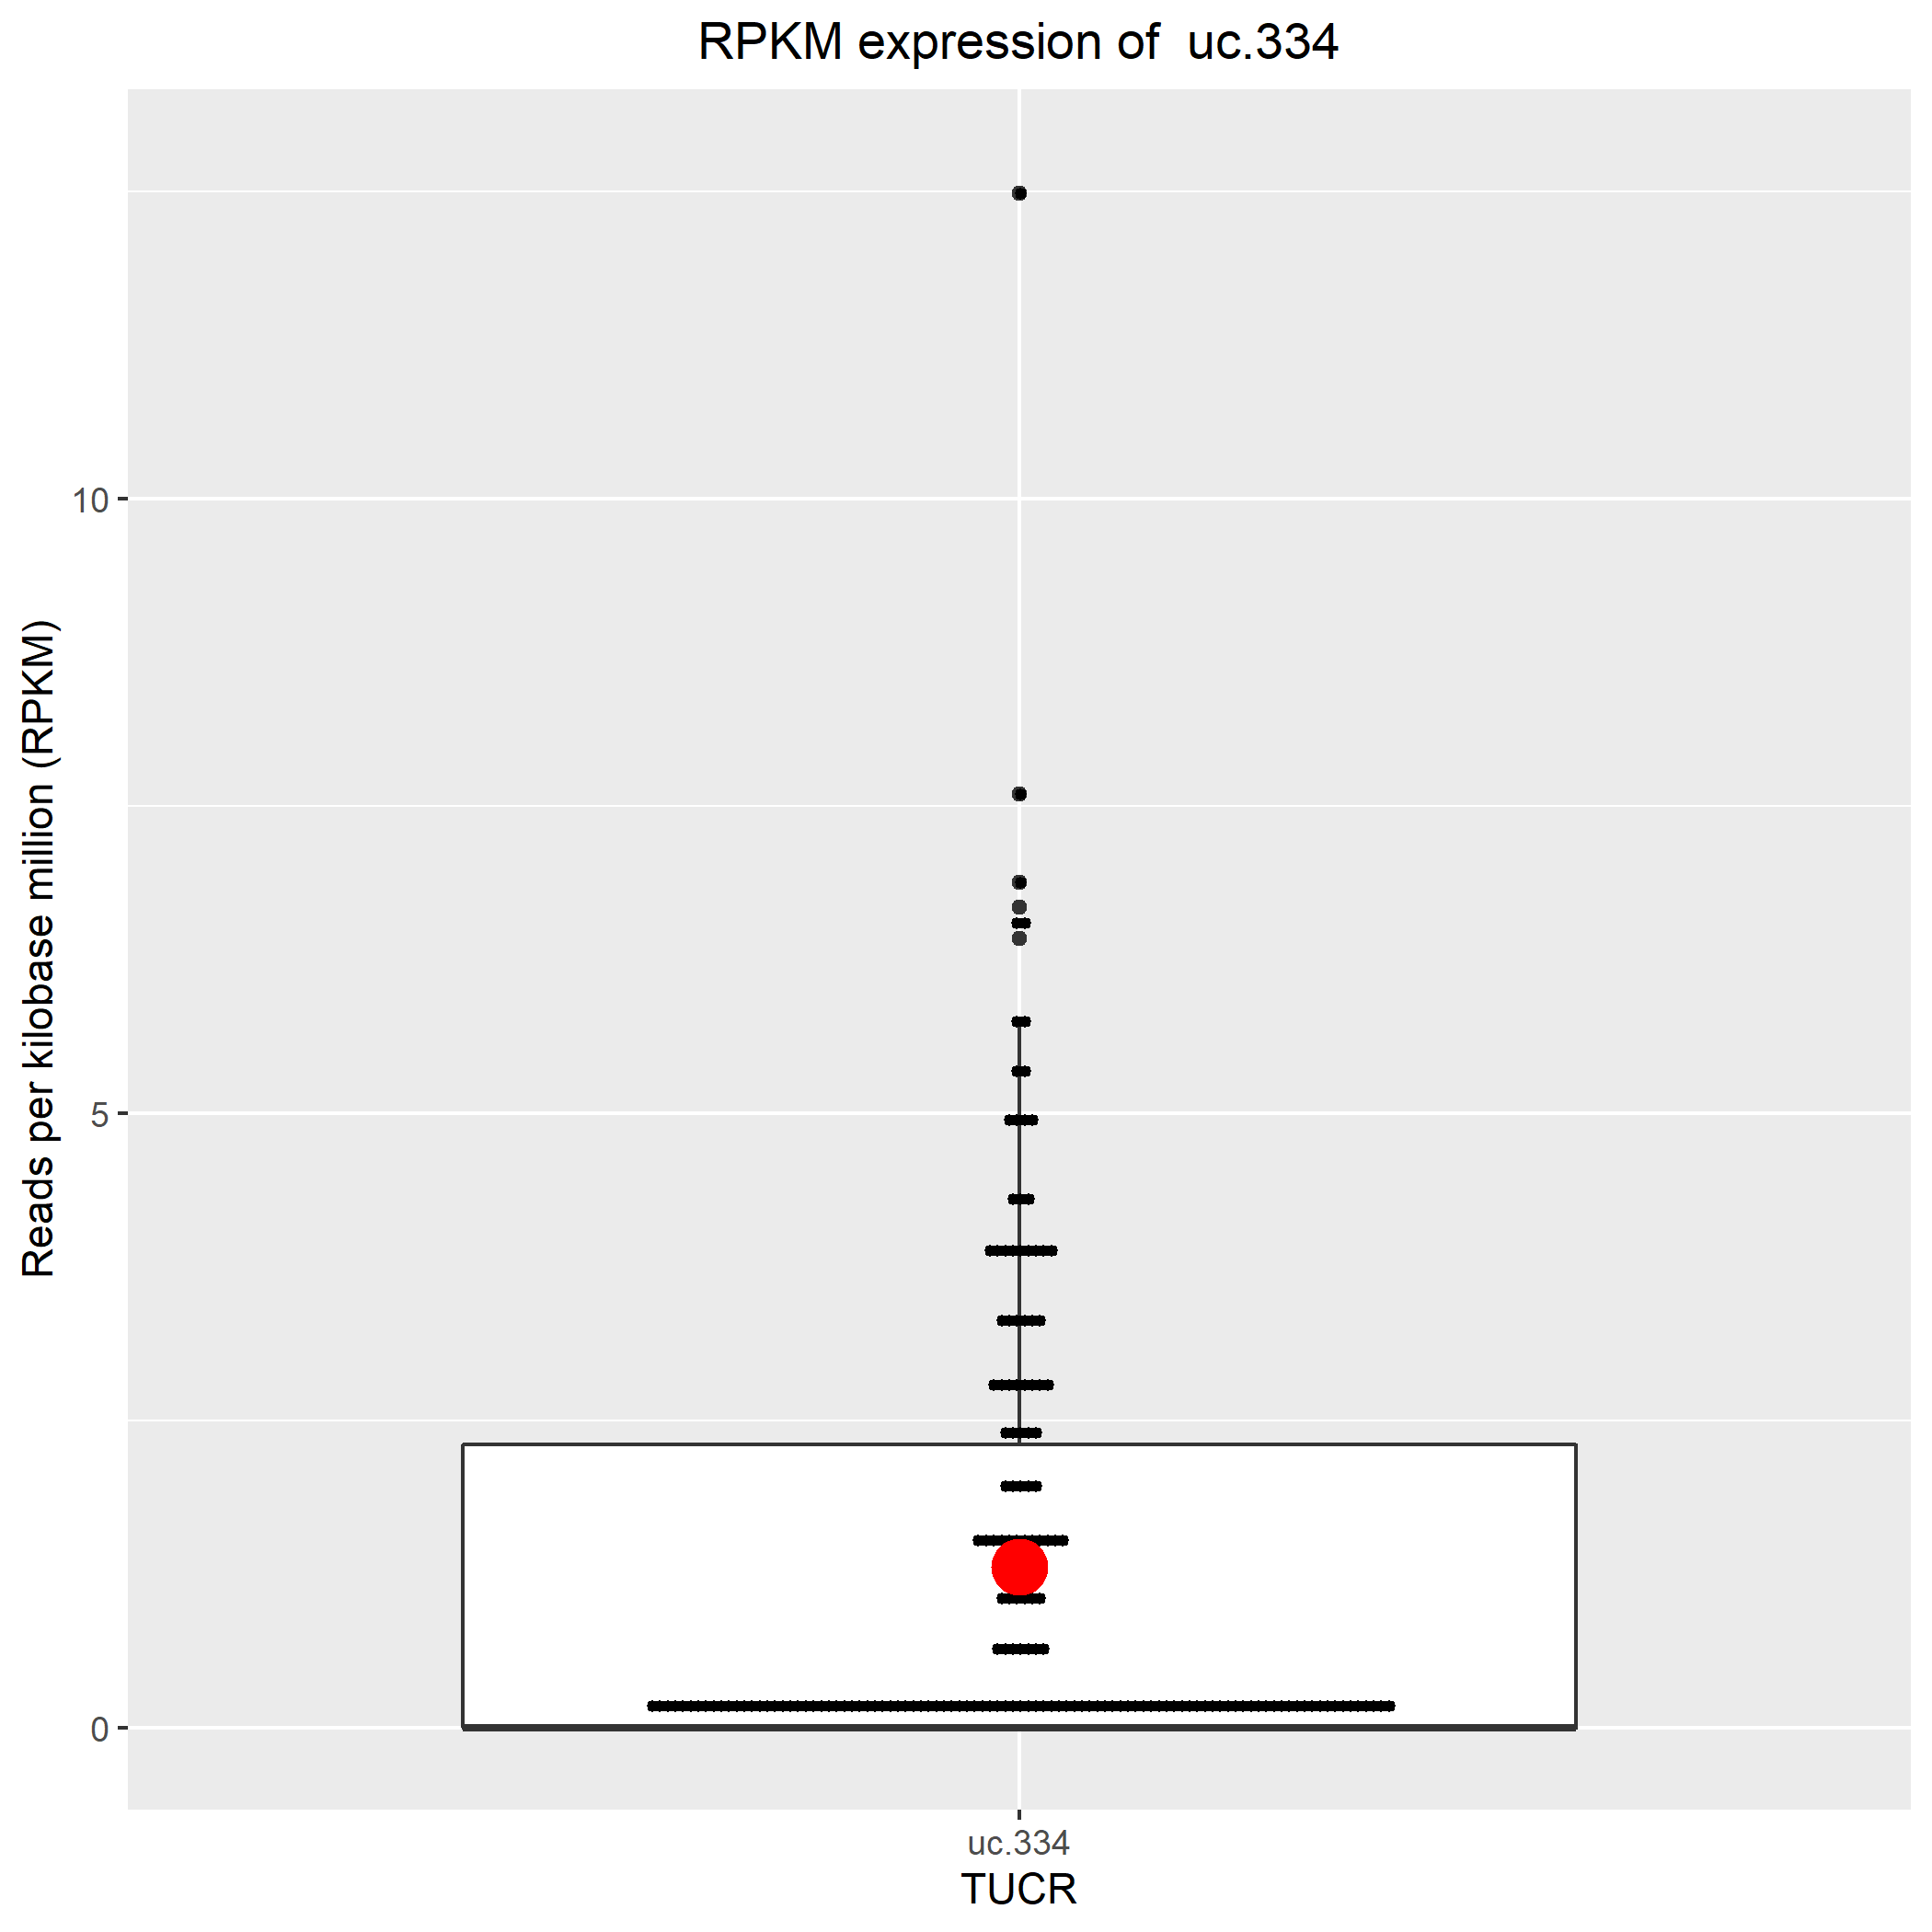 RPKM expression of  uc.334
Reads per kilobase million (RPKM)
10
5
0
uc.334
TUCR